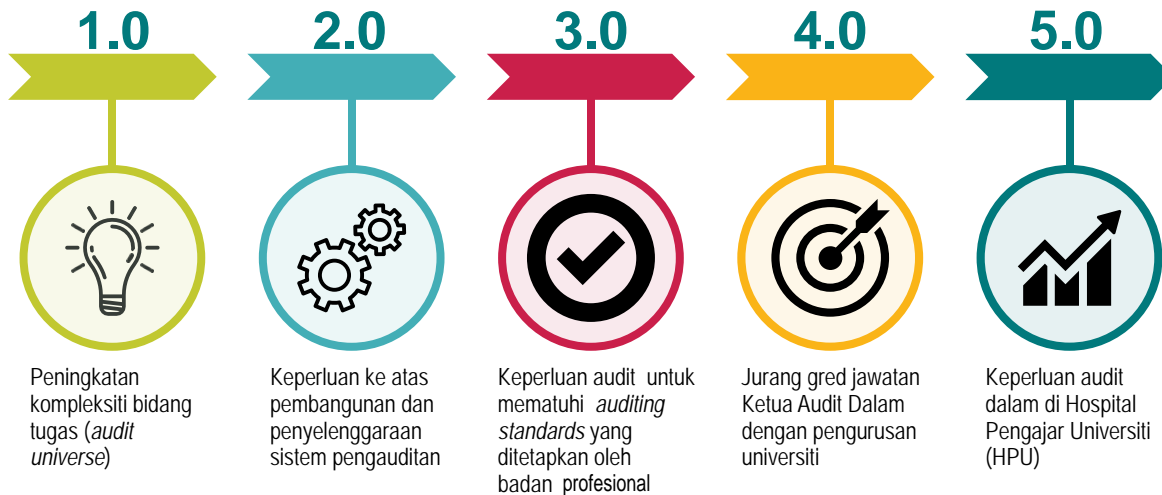 1.0
Peningkatan
kompleksiti bidang
tugas (audit
universe)
2.0
Keperluan ke atas
pembangunan dan
penyelenggaraan
sistem pengauditan
3.0
Keperluan audit untuk
mematuhi auditing
standards yang
ditetapkan oleh
badan profesional
4.0
Jurang gred jawatan
Ketua Audit Dalam
dengan pengurusan
universiti
5.0
Keperluan audit
dalam di Hospital
Pengajar Universiti
(HPU)